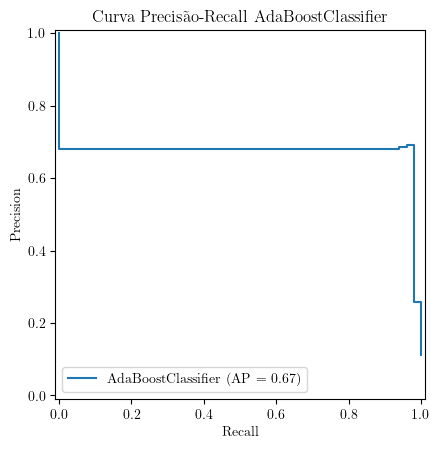 Curva Precisão-Recall AdaBoostClassifier
1.0
0.8
0.6
0.4
0.2
0.0
Precision
AdaBoostClassifier (AP = 0.67)
0.0 0.2 0.4 0.6 0.8 1.0
Recall